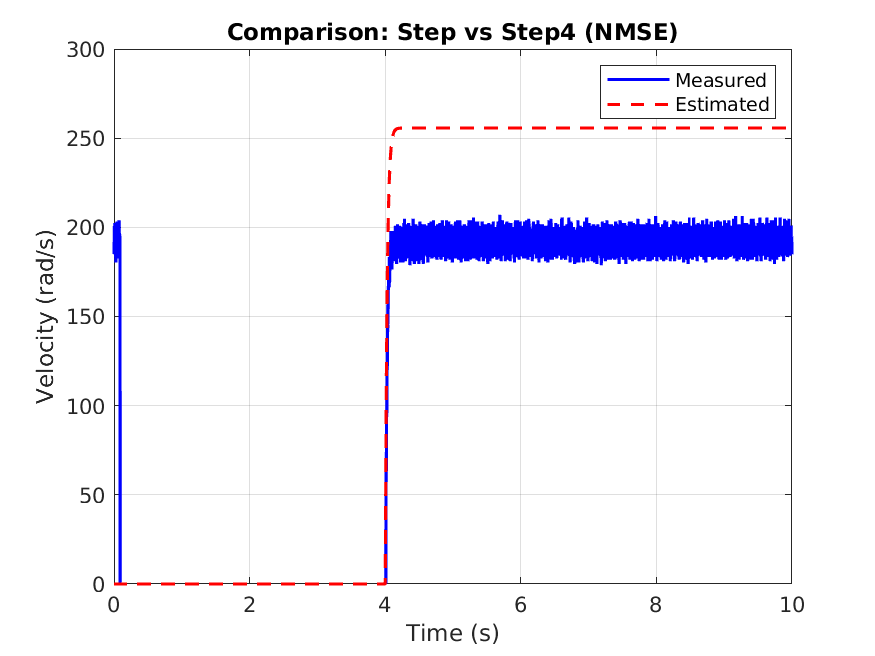 Comparison: Step vs Step4 (NMSE)
300
250
200
150
100
50
0
Velocity (rad/s)
Measured
Estimated
0 2 4 6 8 10
Time (s)